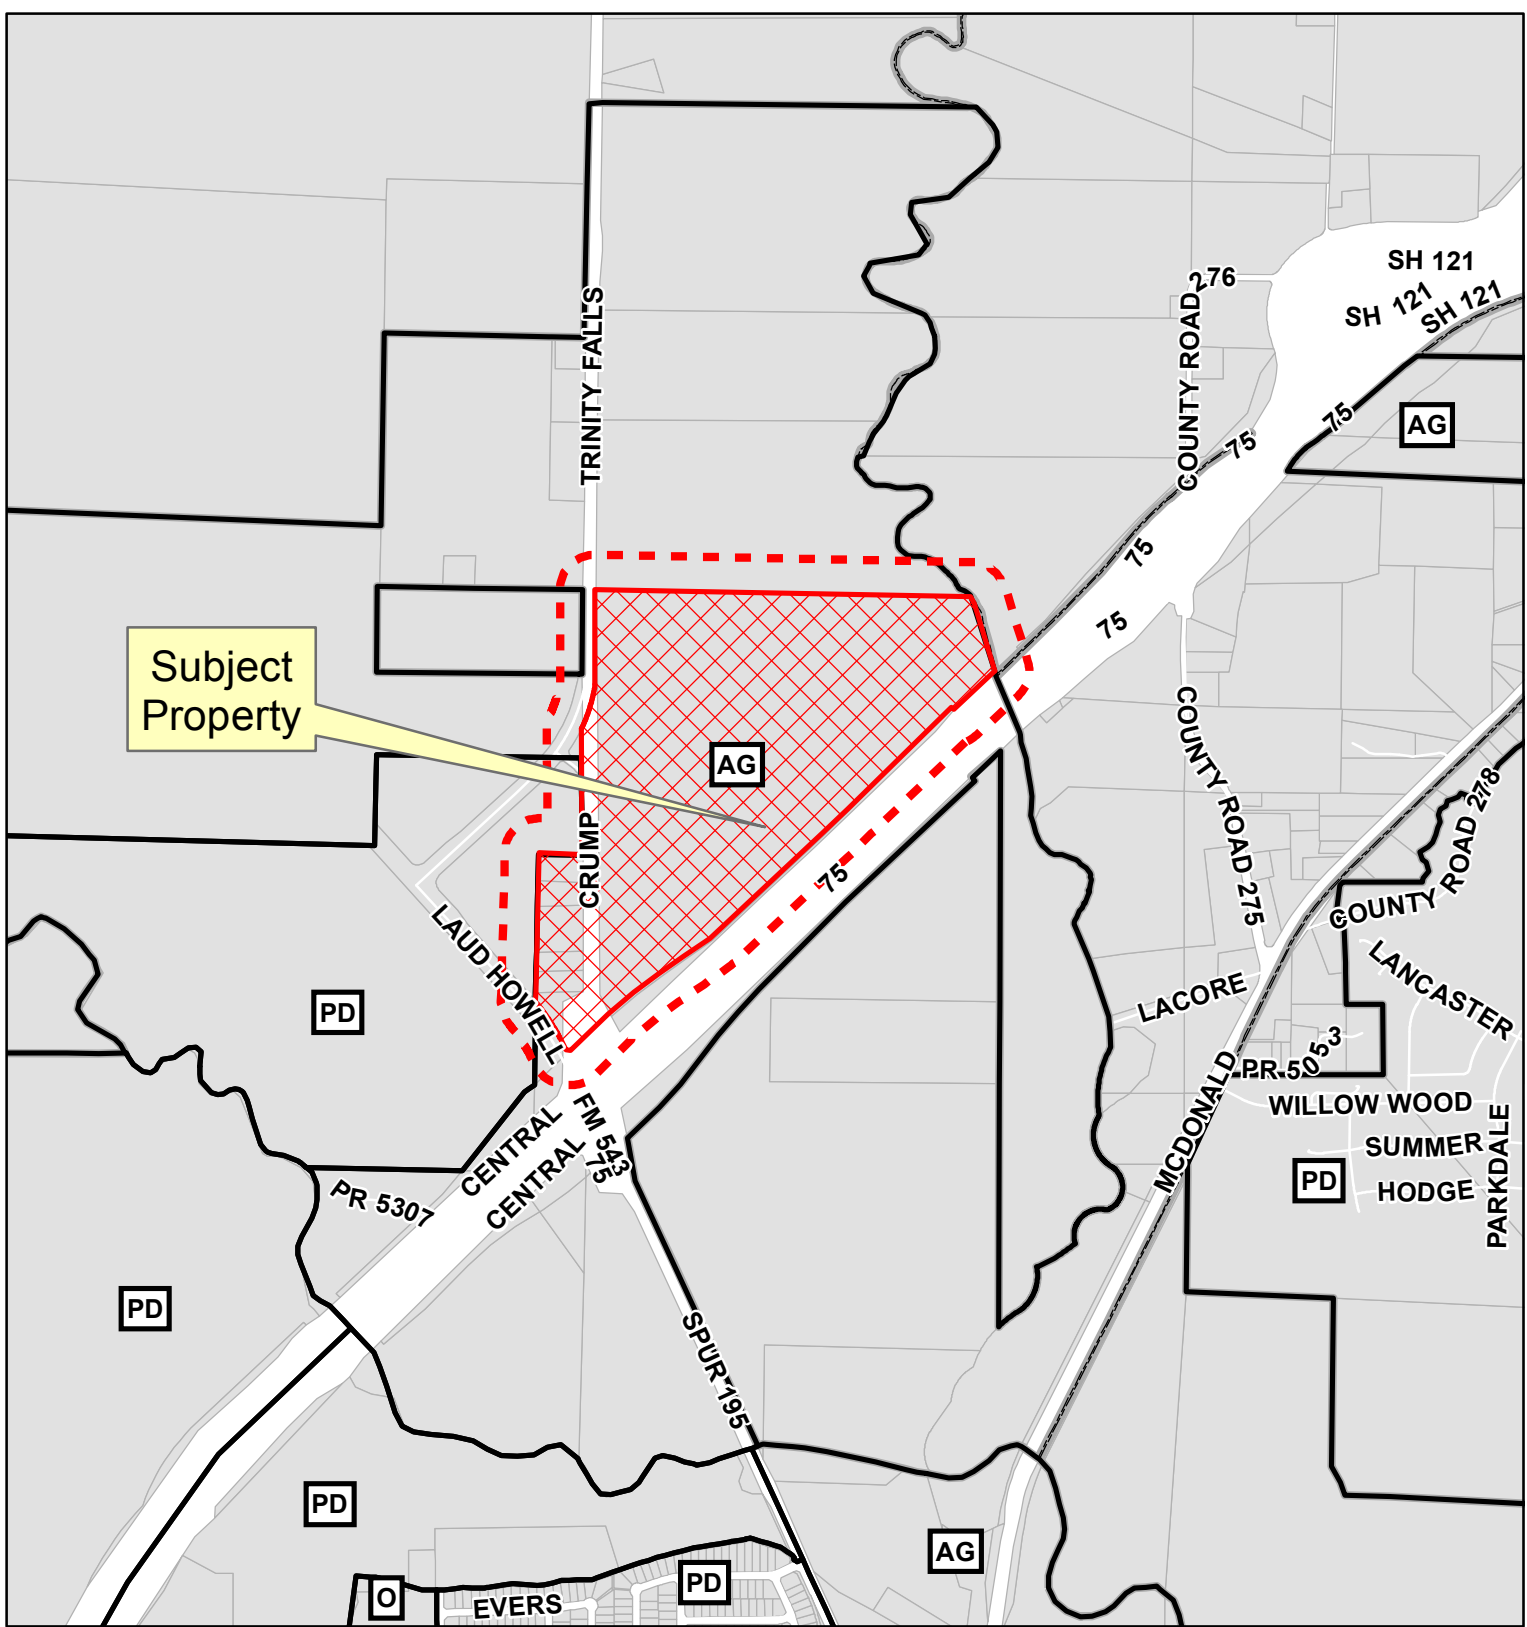 SH 121
SH 121
SH 121
COUNTY ROAD 276
TRINITY FALLS
75
AG
75
75
75
Subject
Property
AG
COUNTY ROAD 275
COUNTY ROAD 278
CRUMP
75
LAUD HOWELL
LANCASTER
LACORE
PD
PR 5053
MCDONALD
WILLOW WOOD
FM 543
75
CENTRAL
CENTRAL
SUMMER
PARKDALE
PD
HODGE
PR 5307
PD
SPUR 195
PD
AG
PD
O
EVERS